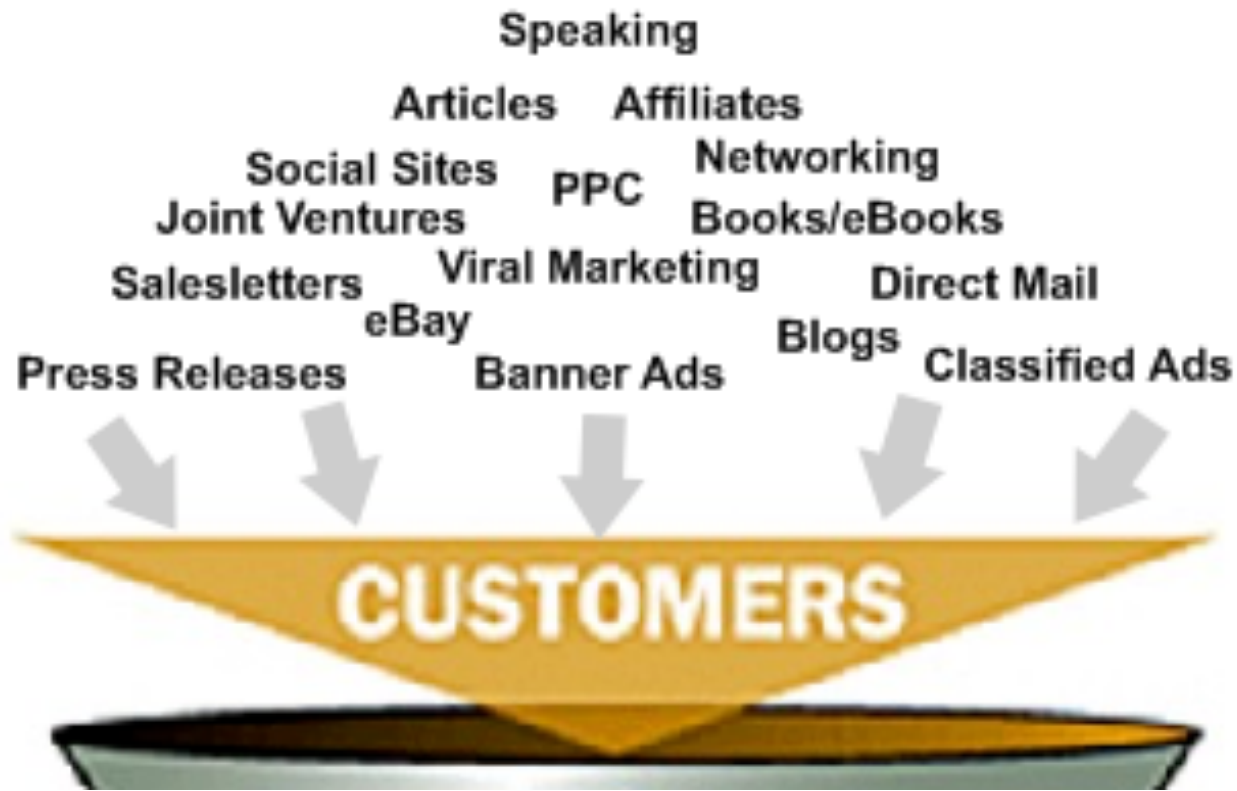 Speaking
Articles Affiliates
Social Sites PPC Networking
Joint Ventures Books/eBooks
Salesletters Viral Marketing Direct Mail
eBay Blogs
Press Releases Banner Ads Classified Ads
CUSTOMERS